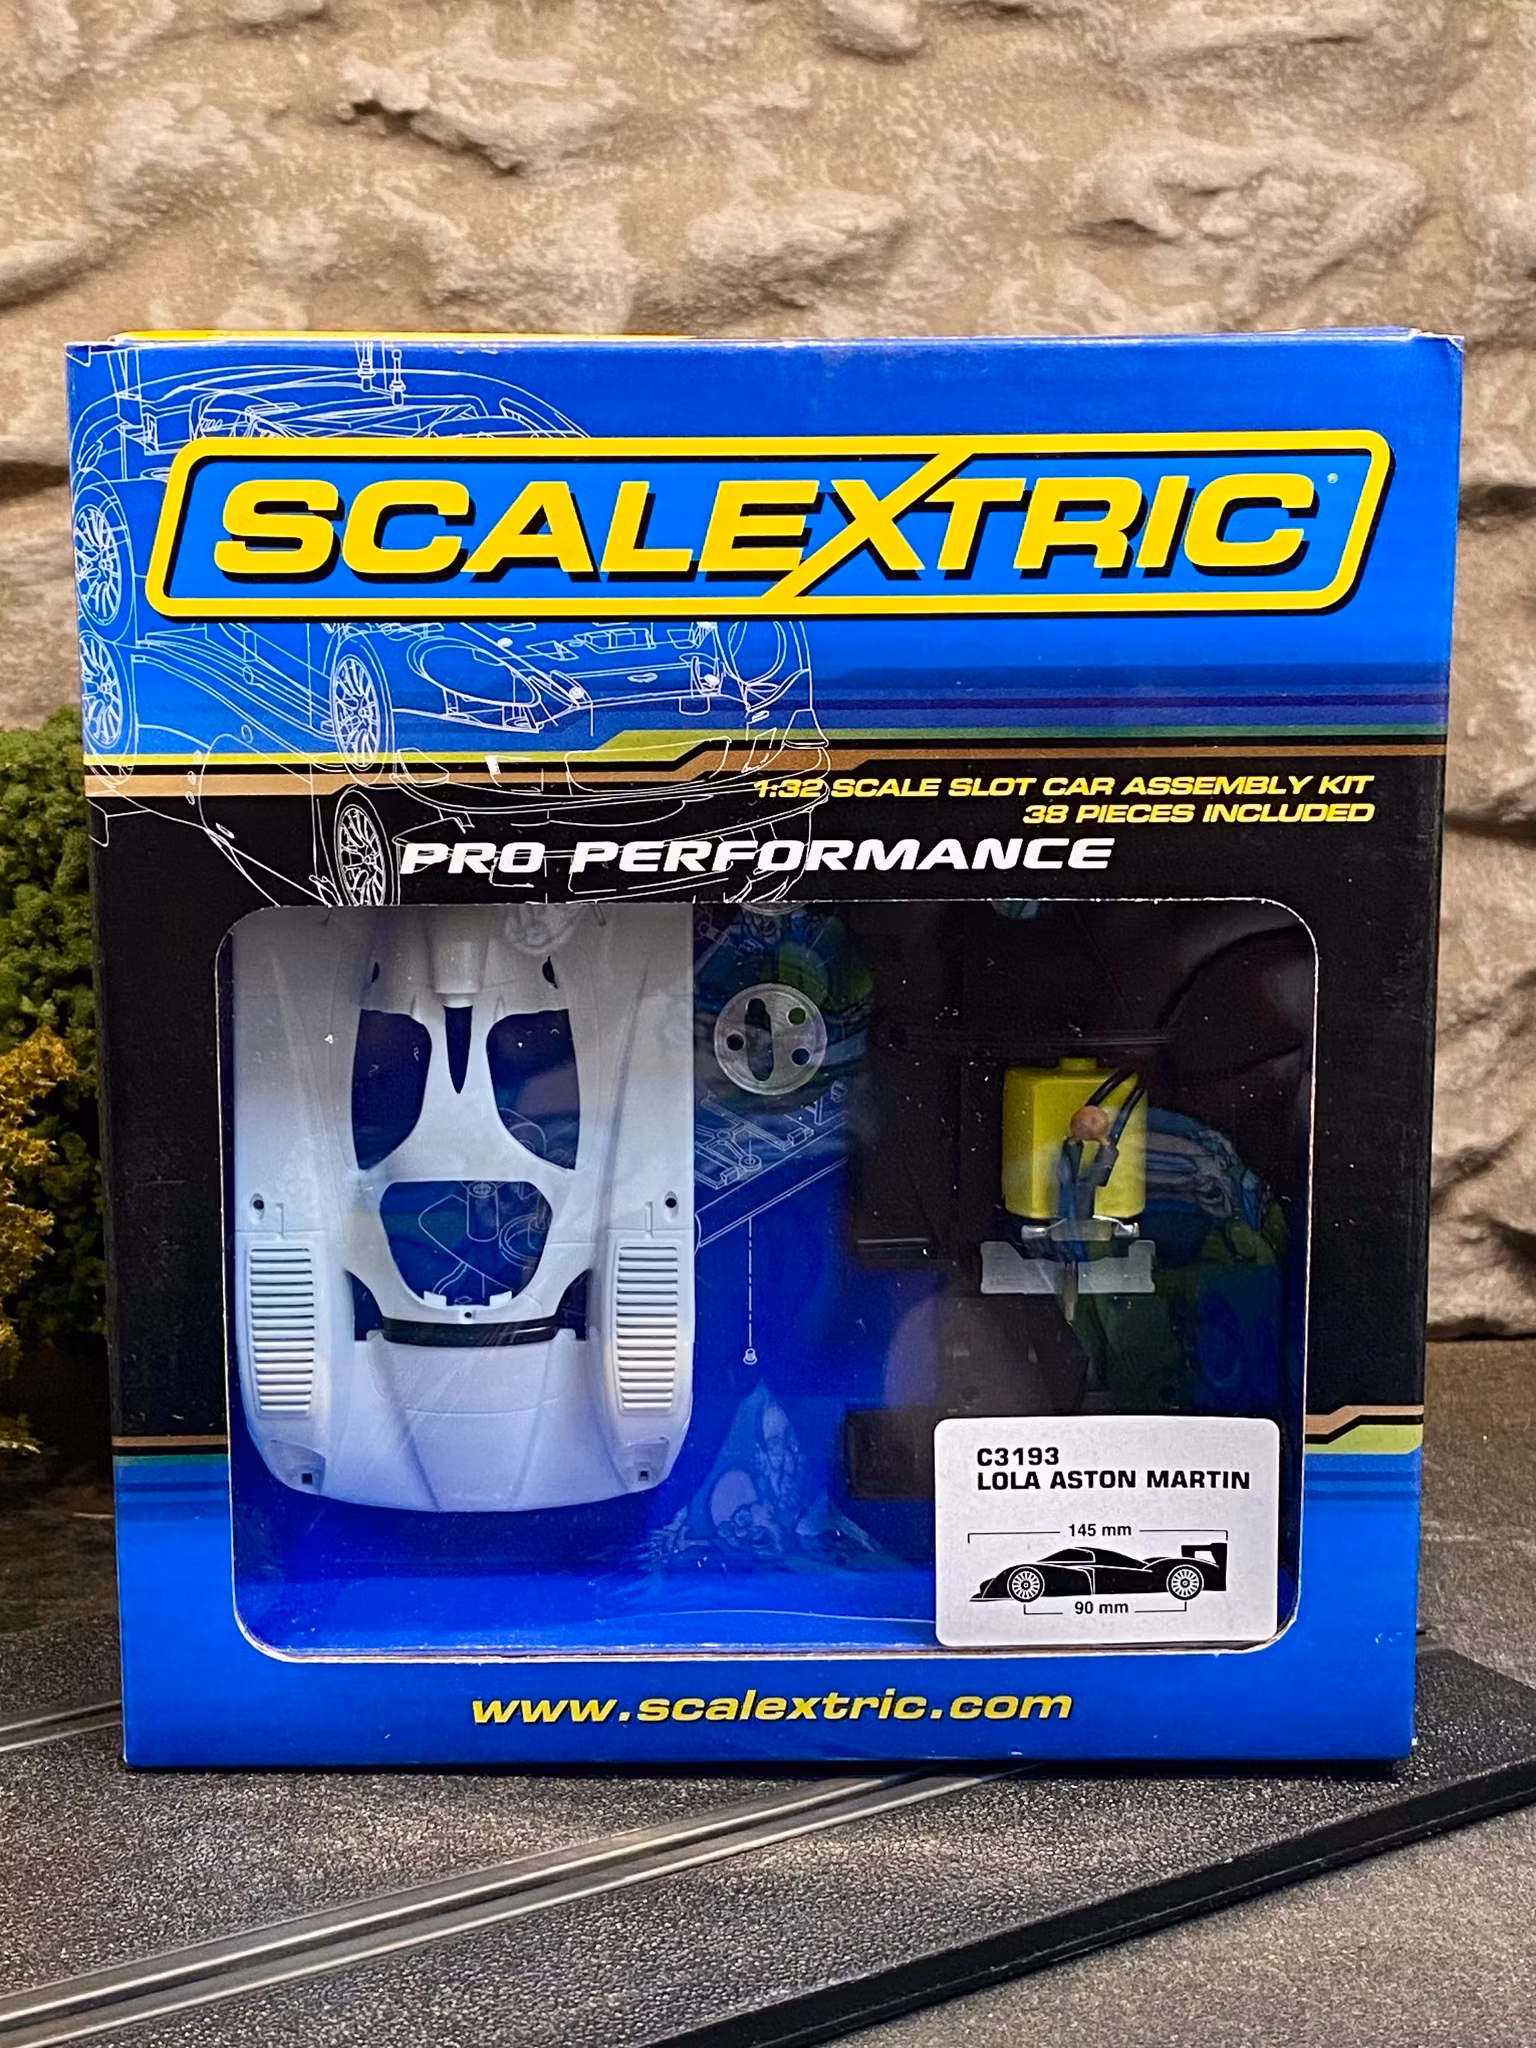 SCALEXTRIC®
1:32 SCALE SLOT CAR ASSEMBLY KIT
38 PIECES INCLUDED
PRO PERFORMANCE
C3193
LOLA ASTON MARTIN
145 mm
90 mm
www.scalextric.com